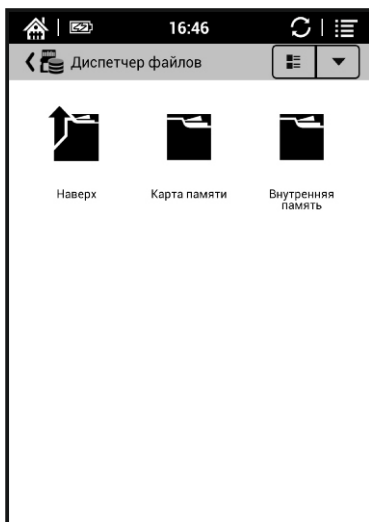 16:46
Диспетчер файлов
Наверх
Карта памяти
Внутренняя
память